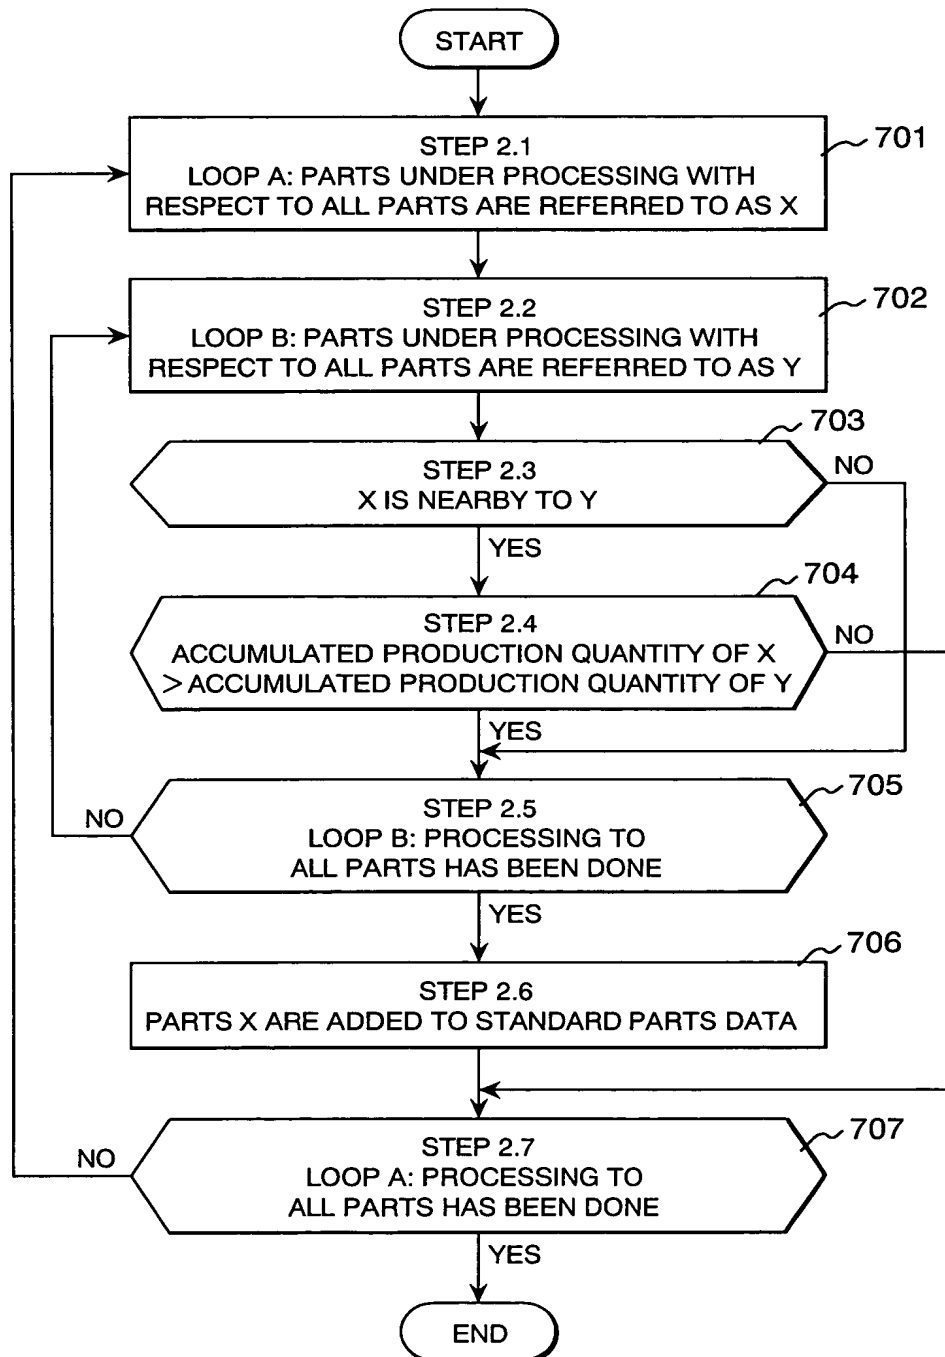 START
701
STEP 2.1
LOOP A: PARTS UNDER PROCESSING WITH
RESPECT TO ALL PARTS ARE REFERRED TO AS X
702
STEP 2.2
LOOP B: PARTS UNDER PROCESSING WITH
RESPECT TO ALL PARTS ARE REFERRED TO AS Y
703
STEP 2.3
X IS NEARBY TO Y
NO
YES
704
STEP 2.4
ACCUMULATED PRODUCTION QUANTITY OF X
> ACCUMULATED PRODUCTION QUANTITY OF Y
NO
YES
705
STEP 2.5
LOOP B: PROCESSING TO
ALL PARTS HAS BEEN DONE
NO
YES
706
STEP 2.6
PARTS X ARE ADDED TO STANDARD PARTS DATA
707
STEP 2.7
LOOP A: PROCESSING TO
ALL PARTS HAS BEEN DONE
NO
YES
END